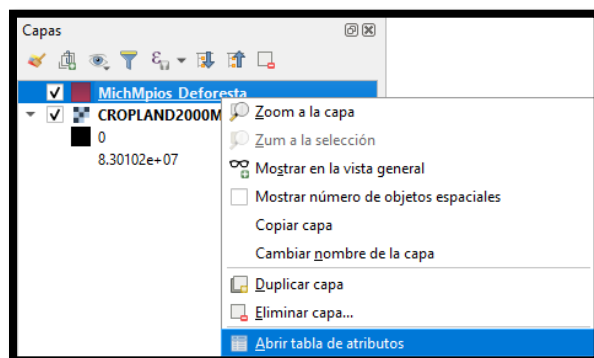 Capas
MichMpios_Deforesta
CROPLAND2000M
0
8.30102e+07
Zoom a la capa
Zum a la selección
Mostrar en la vista general
Mostrar número de objetos espaciales
Copiar capa
Cambiar nombre de la capa
Duplicar capa
Eliminar capa...
Abrir tabla de atributos